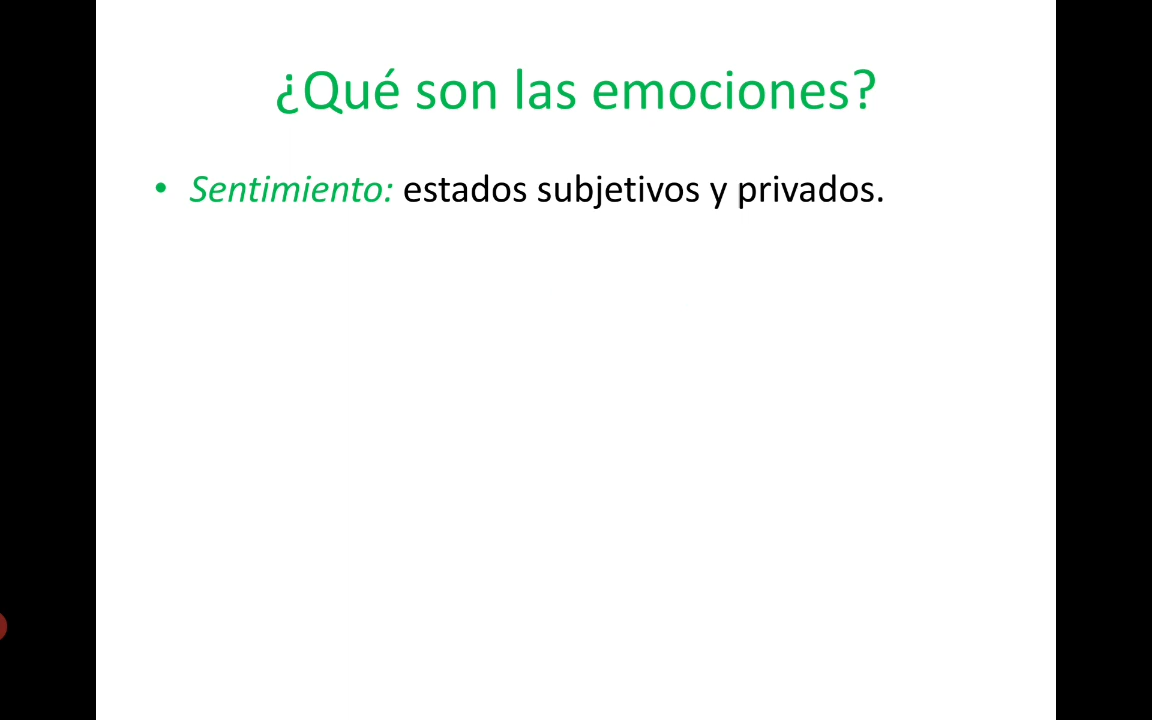 ¿Qué son las emociones?
• Sentimiento: estados subjetivos y privados.